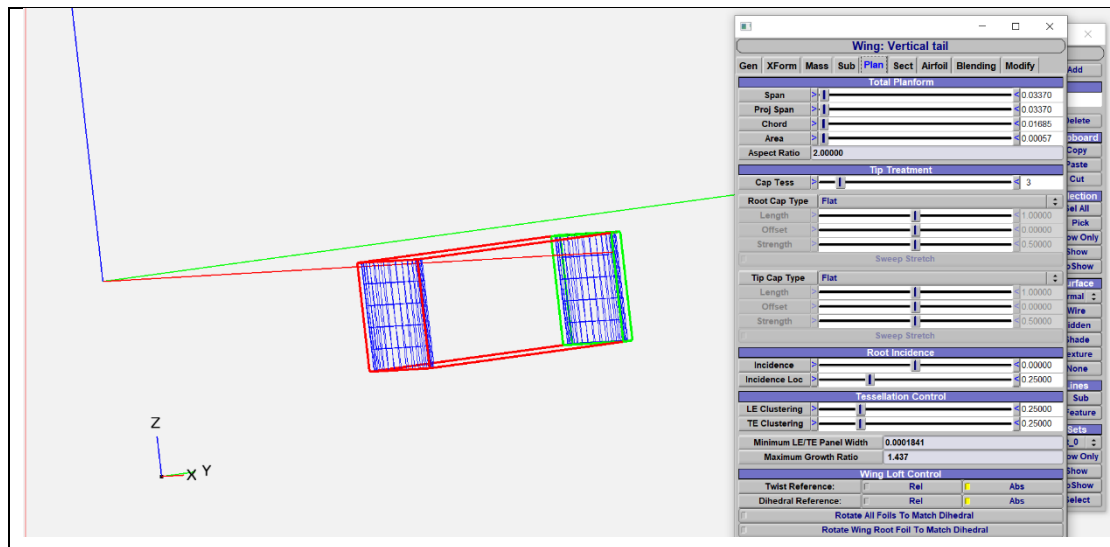 Wing: Vertical tail
Gen XForm Mass Sub Plan Sect Airfoil Blending Modify
Total Planform
Span > < 0.03370
Proj Span > < 0.03370
Chord > < 0.01685
Area > < 0.00057
Aspect Ratio 2.00000
Tip Treatment
Cap Tess > < 3
Root Cap Type Flat
Length > < 1.00000
Offset > < 0.00000
Strength > < 0.50000
Sweep Stretch
Tip Cap Type Flat
Length > < 1.00000
Offset > < 0.00000
Strength > < 0.50000
Sweep Stretch
Root Incidence
Incidence > < 0.00000
Incidence Loc > < 0.25000
Tessellation Control
LE Clustering > < 0.25000
TE Clustering > < 0.25000
Minimum LE/TE Panel Width 0.0001841
Maximum Growth Ratio 1.437
Wing Loft Control
Twist Reference: Rel Abs
Dihedral Reference: Rel Abs
Rotate All Foils To Match Dihedral
Rotate Wing Root Foil To Match Dihedral
Add
Copy
Cut
Pick
Show
Wire
Shade
None
Sub
Show
Z
X Y